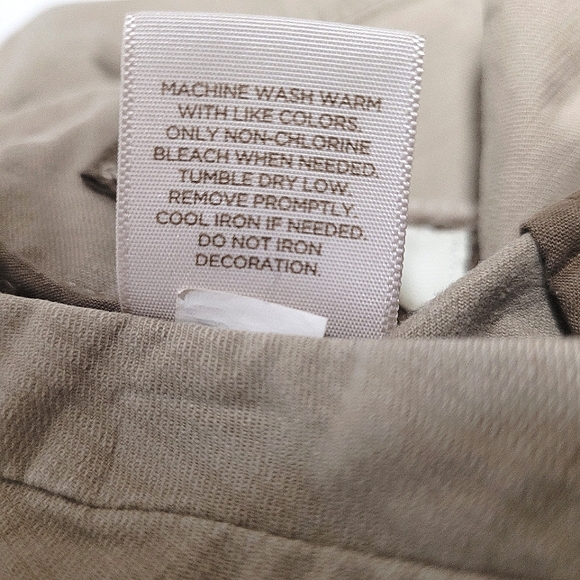 MACHINE WASH WARM
WITH LIKE COLORS.
ONLY NON-CHLORINE
BLEACH WHEN NEEDED.
TUMBLE DRY LOW.
REMOVE PROMPTLY.
COOL IRON IF NEEDED.
DO NOT IRON
DECORATION.